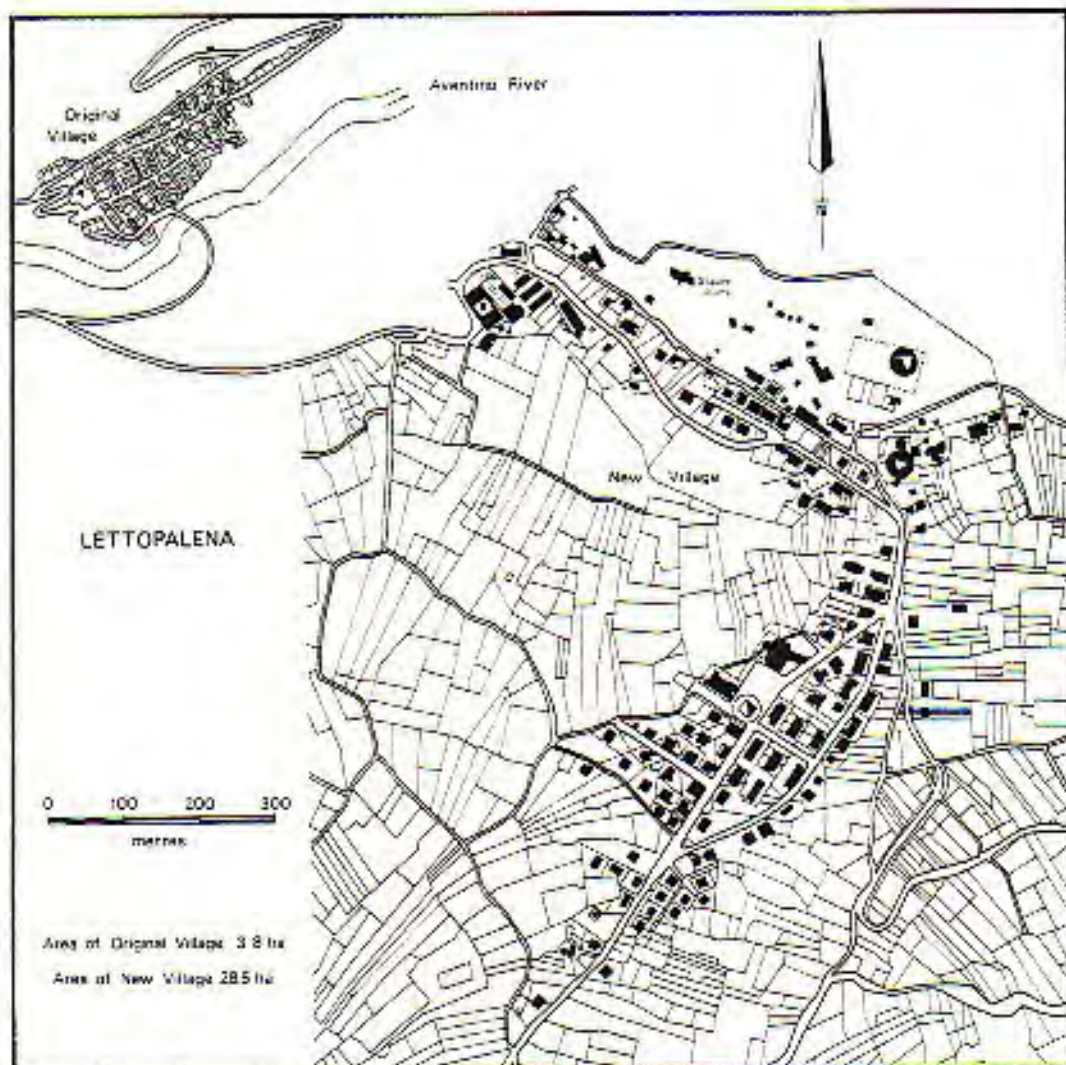 Original
Village
Aventino River
N
New Village
LETTOPALENA
0 100 200 300
metres
Area of Original Village 3.8 ha
Area of New Village 28.5 ha